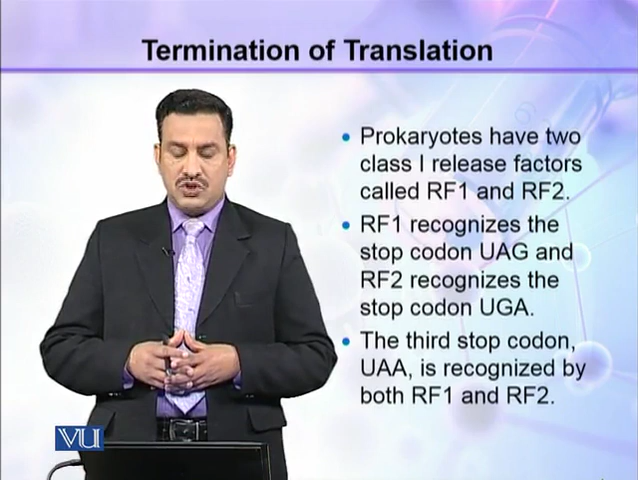 Termination of Translation
• Prokaryotes have two
class I release factors
called RF1 and RF2.
• RF1 recognizes the
stop codon UAG and
RF2 recognizes the
stop codon UGA.
• The third stop codon,
UAA, is recognized by
both RF1 and RF2.
VU